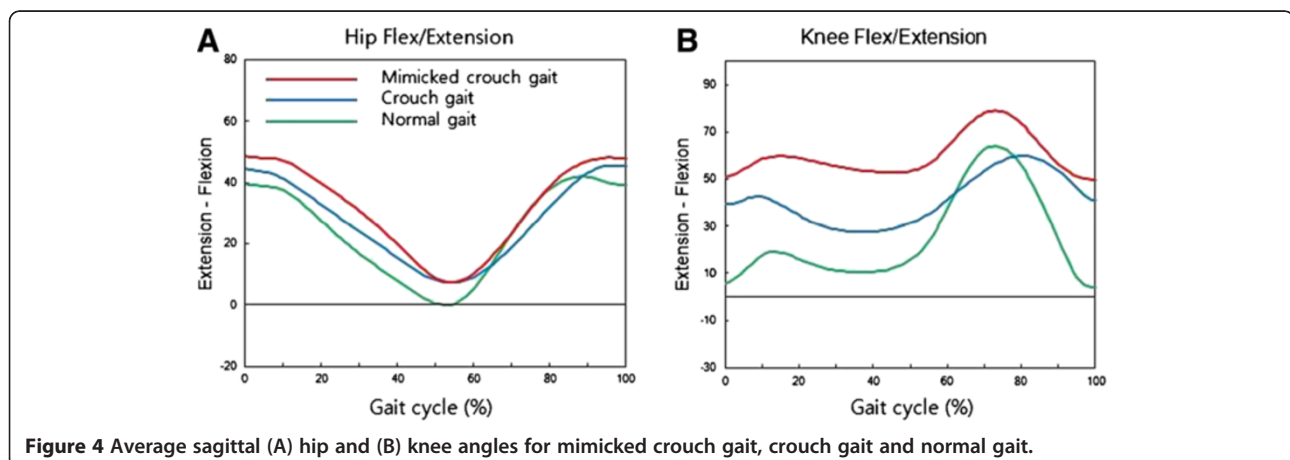 A
Hip Flex/Extension
80
60
40
20
0
-20
Extension - Flexion
Mimicked crouch gait
Crouch gait
Normal gait
0 20 40 60 80 100
Gait cycle (%)
B
Knee Flex/Extension
90
70
50
30
10
-10
-30
Extension - Flexion
0 20 40 60 80 100
Gait cycle (%)
Figure 4 Average sagittal (A) hip and (B) knee angles for mimicked crouch gait, crouch gait and normal gait.